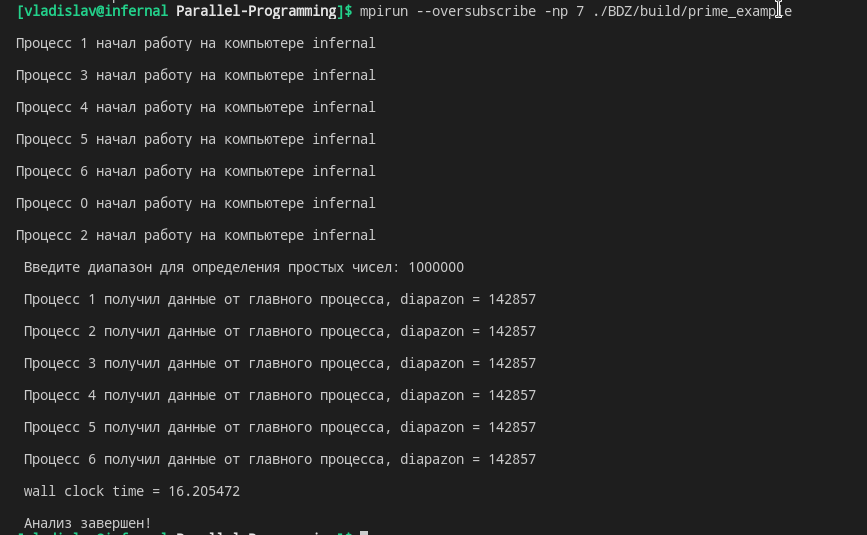 [vladislav@infernal Parallel-Programming]$ mpirun --oversubscribe -np 7 ./BDZ/build/prime_example
Процесс 1 начал работу на компьютере infernal
Процесс 3 начал работу на компьютере infernal
Процесс 4 начал работу на компьютере infernal
Процесс 5 начал работу на компьютере infernal
Процесс 6 начал работу на компьютере infernal
Процесс 0 начал работу на компьютере infernal
Процесс 2 начал работу на компьютере infernal
Введите диапазон для определения простых чисел: 1000000
Процесс 1 получил данные от главного процесса, diapazon = 142857
Процесс 2 получил данные от главного процесса, diapazon = 142857
Процесс 3 получил данные от главного процесса, diapazon = 142857
Процесс 4 получил данные от главного процесса, diapazon = 142857
Процесс 5 получил данные от главного процесса, diapazon = 142857
Процесс 6 получил данные от главного процесса, diapazon = 142857
wall clock time = 16.205472
Анализ завершен!